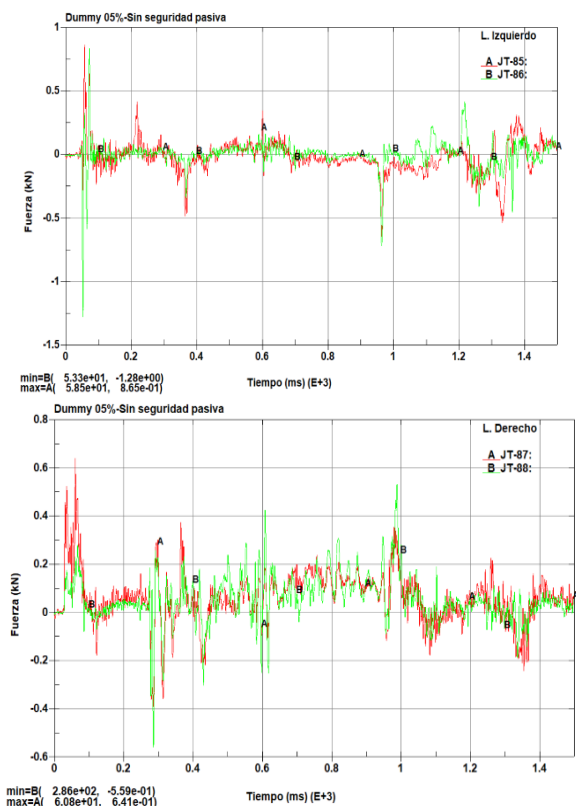 Dummy 05%-Sin seguridad pasiva
L. Izquierdo
A JT-85:
B JT-86:
1
0.5
0
-0.5
-1
-1.5
Fuerza (kN)
A B A B A B A B A B A B A
0 0.2 0.4 0.6 0.8 1 1.2 1.4
Tiempo (ms) (E+3)
min=B( 5.33e+01, -1.28e+00)
max=A( 5.85e+01, 8.65e-01)
Dummy 05%-Sin seguridad pasiva
L. Derecho
A JT-87:
B JT-88:
0.8
0.6
0.4
0.2
0
-0.2
-0.4
-0.6
Fuerza (kN)
B A B A B A B A B A
0 0.2 0.4 0.6 0.8 1 1.2 1.4
Tiempo (ms) (E+3)
min=B( 2.86e+02, -5.59e-01)
max=A( 6.08e+01, 6.41e-01)